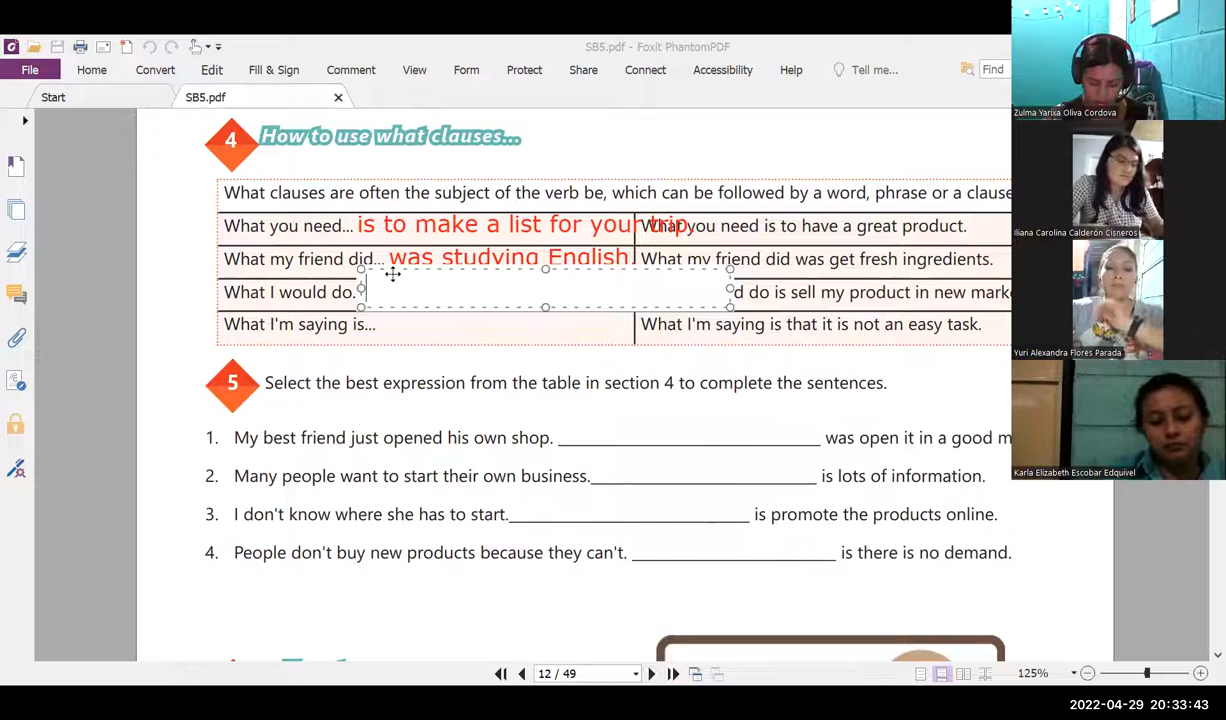 SB5.pdf - Foxit PhantomPDF
File Home Convert Edit Fill & Sign Comment View Form Protect Share Connect Accessibility Help Tell me... Find
Start SB5.pdf
4 How to use what clauses...
What clauses are often the subject of the verb be, which can be followed by a word, phrase or a clause
What you need... is to make a list for your trip. What you need is to have a great product.
What my friend did... was studying English. What my friend did was get fresh ingredients.
What I would do. d do is sell my product in new marke
What I'm saying is... What I'm saying is that it is not an easy task.
5 Select the best expression from the table in section 4 to complete the sentences.
1. My best friend just opened his own shop. ____________ was open it in a good m
2. Many people want to start their own business. ____________ is lots of information.
3. I don't know where she has to start. ____________ is promote the products online.
4. People don't buy new products because they can't. ____________ is there is no demand.
12 / 49 125%
Zulma Yarixa Oliva Cordova
Iliana Carolina Calderón Cisneros
Yuri Alexandra Flores Parada
Karla Elizabeth Escobar Edquivel
2022-04-29 20:33:43